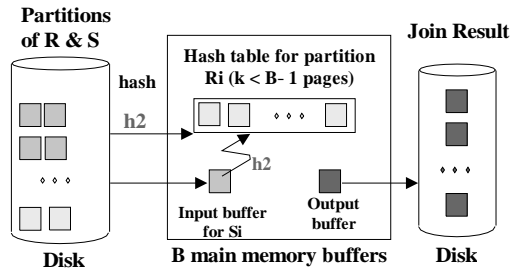 Partitions
of R & S
hash
h2
Disk
Hash table for partition
Ri (k < B- 1 pages)
h2
Input buffer
for Si
Output
buffer
B main memory buffers
Join Result
Disk